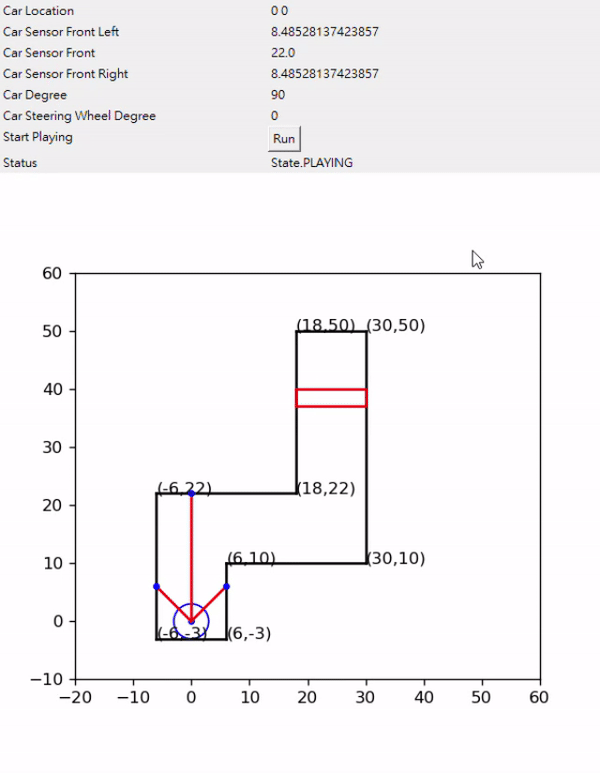 Car Location 0 0
Car Sensor Front Left 8.48528137423857
Car Sensor Front 22.0
Car Sensor Front Right 8.48528137423857
Car Degree 90
Car Steering Wheel Degree 0
Start Playing Run
Status State.PLAYING
60
50
(18,50) (30,50)
40
30
(-6,22) (18,22)
20
10
(6,10) (30,10)
0
(-6,-3) (6,-3)
−10
−20 −10 0 10 20 30 40 50 60